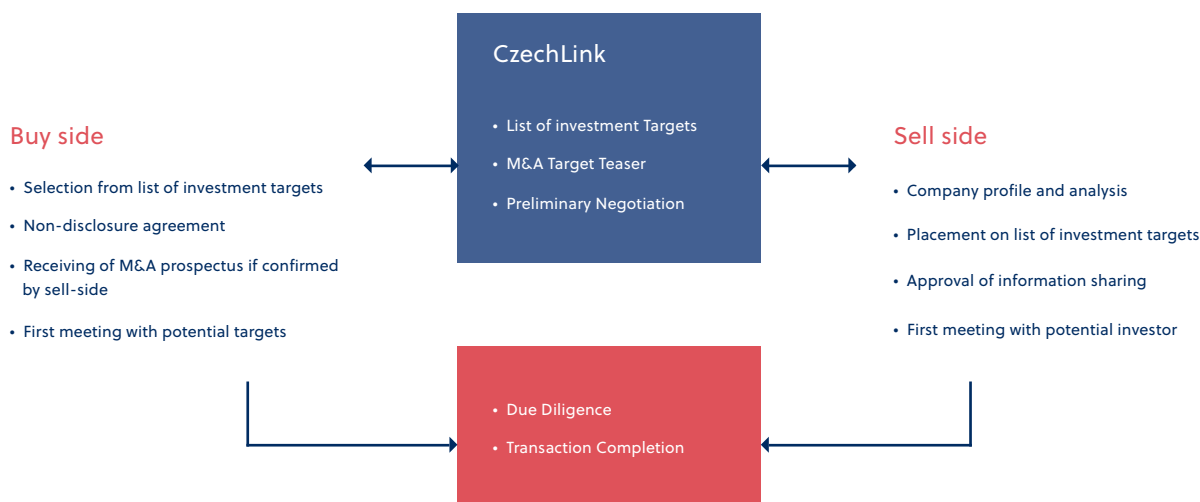 CzechLink
• List of investment Targets
• M&A Target Teaser
• Preliminary Negotiation
Buy side
• Selection from list of investment targets
• Non-disclosure agreement
• Receiving of M&A prospectus if confirmed
by sell-side
• First meeting with potential targets
Sell side
• Company profile and analysis
• Placement on list of investment targets
• Approval of information sharing
• First meeting with potential investor
• Due Diligence
• Transaction Completion